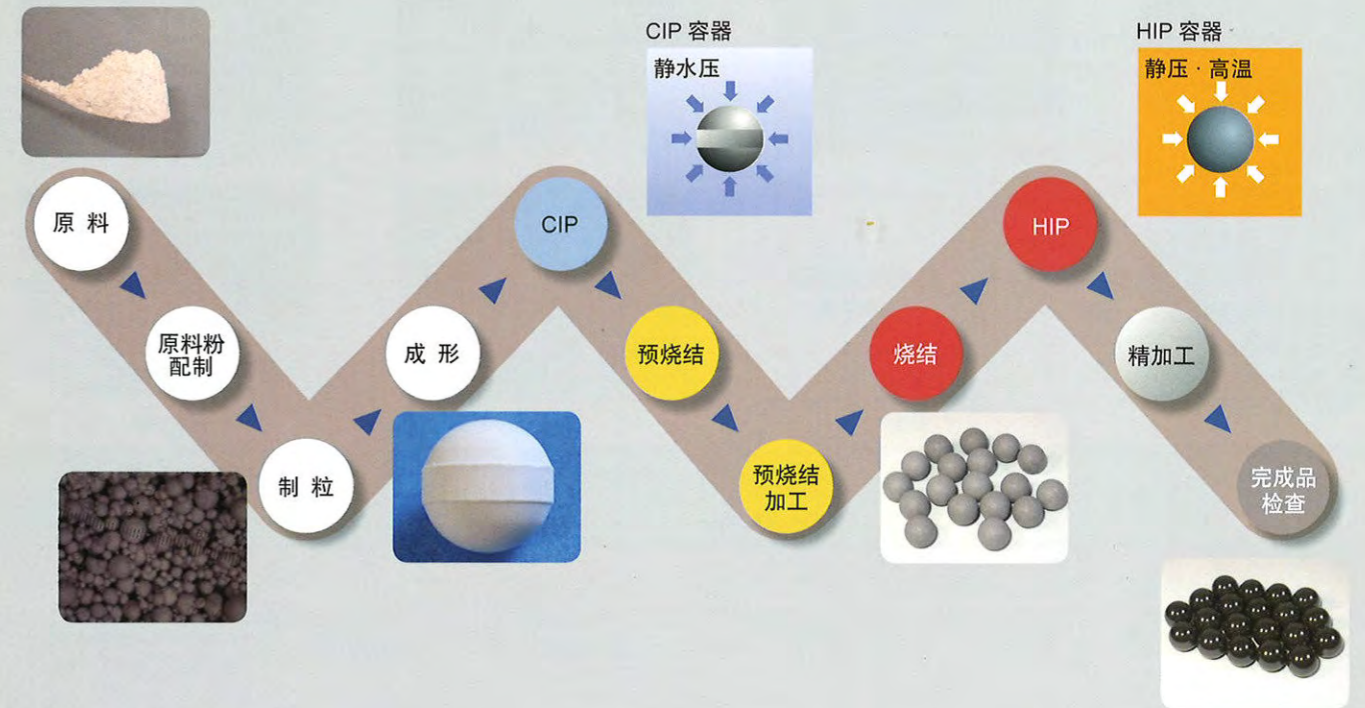 CIP 容器
静水压
HIP 容器
静压·高温
原料
CIP
HIP
原料粉
配制
成形
预烧结
烧结
精加工
制粒
预烧结
加工
完成品
检查